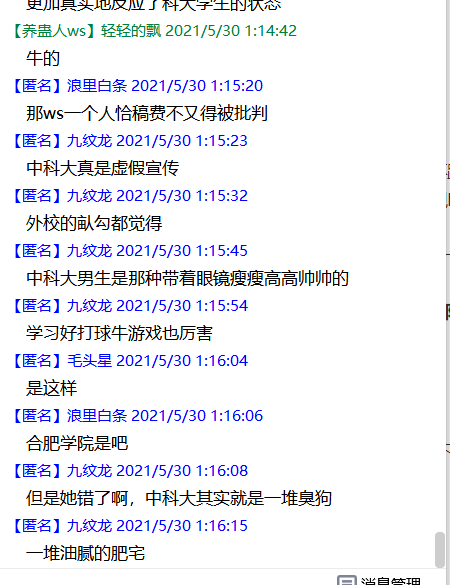 更加真实地反应了科大学生的状态
【养蛊人ws】轻轻的飘 2021/5/30 1:14:42
牛的
【匿名】浪里白条 2021/5/30 1:15:20
那ws一个人恰稿费不又得被批判
【匿名】九纹龙 2021/5/30 1:15:23
中科大真是虚假宣传
【匿名】九纹龙 2021/5/30 1:15:32
外校的畒勾都觉得
【匿名】九纹龙 2021/5/30 1:15:45
中科大男生是那种带着眼镜瘦瘦高高帅帅的
【匿名】九纹龙 2021/5/30 1:15:54
学习好打球牛游戏也厉害
【匿名】毛头星 2021/5/30 1:16:04
是这样
【匿名】浪里白条 2021/5/30 1:16:06
合肥学院是吧
【匿名】九纹龙 2021/5/30 1:16:08
但是她错了啊，中科大其实就是一堆臭狗
【匿名】九纹龙 2021/5/30 1:16:15
一堆油腻的肥宅
消息管理